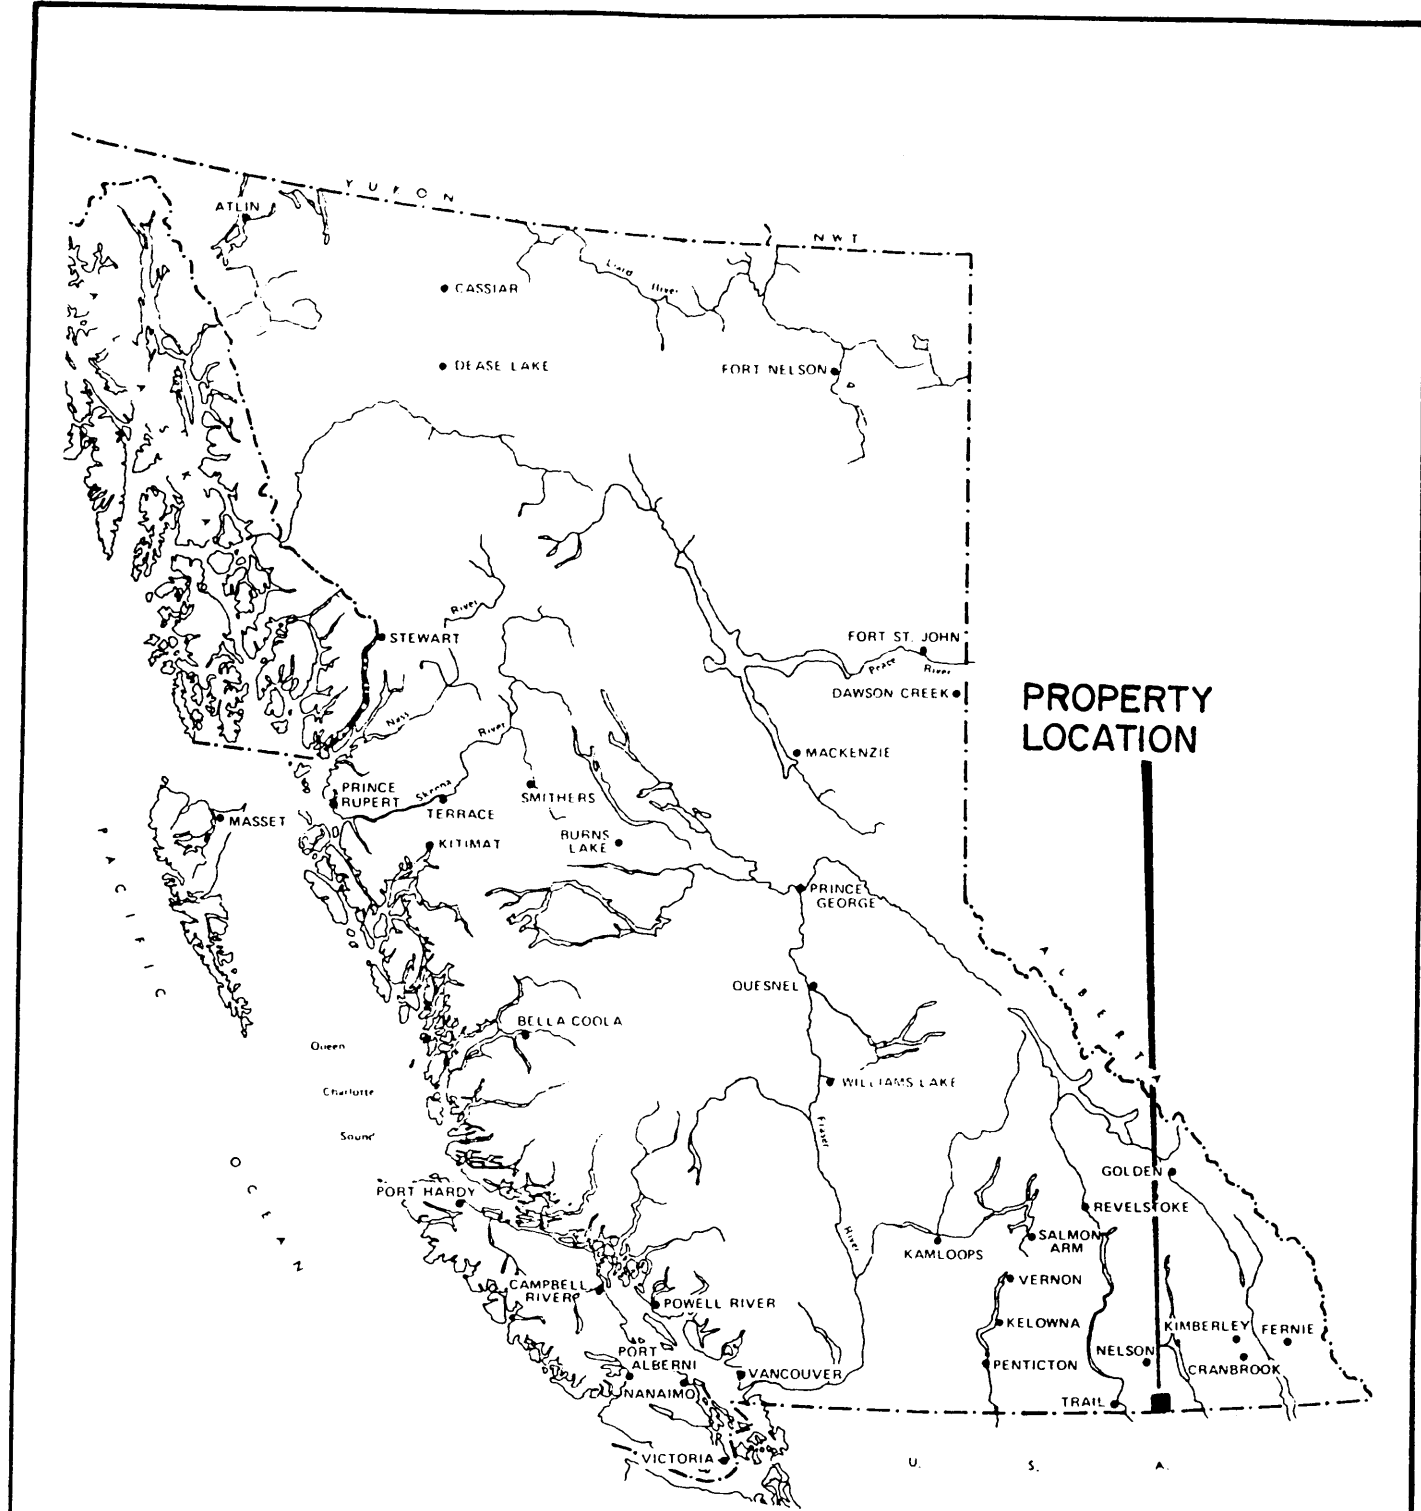 YUKON
ATLIN
NWT
Liard River
CASSIAR
DEASE LAKE
FORT NELSON
ALASKA
River
STEWART
FORT ST. JOHN
Peace River
DAWSON CREEK
PROPERTY
LOCATION
Nass
River
MACKENZIE
PRINCE
RUPERT
Skeena
SMITHERS
TERRACE
MASSET
BURNS
LAKE
KITIMAT
PACIFIC
PRINCE
GEORGE
ALBERTA
QUESNEL
BELLA COOLA
Queen
WILLIAMS LAKE
Charlotte
Fraser
Sound
OCEAN
GOLDEN
PORT HARDY
REVELSTOKE
River
SALMON
ARM
KAMLOOPS
VERNON
CAMPBELL
RIVER
POWELL RIVER
KELOWNA
KIMBERLEY
FERNIE
PORT
ALBERNI
NELSON
PENTICTON
CRANBROOK
VANCOUVER
NANAIMO
TRAIL
VICTORIA
U. S. A.